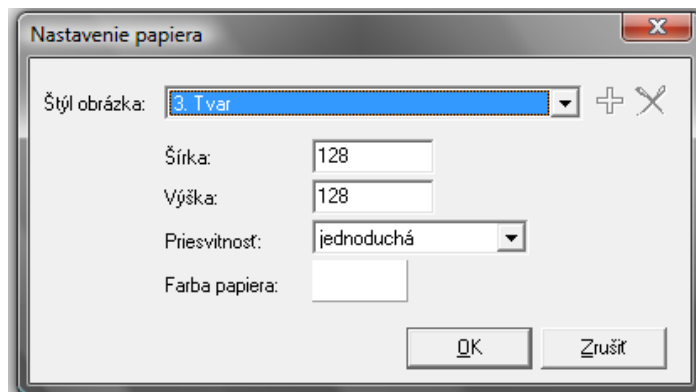 Nastavenie papiera
Štýl obrázka: 3. Tvar
Šírka: 128
Výška: 128
Priesvitnosť: jednoduchá
Farba papiera:
OK Zrušiť